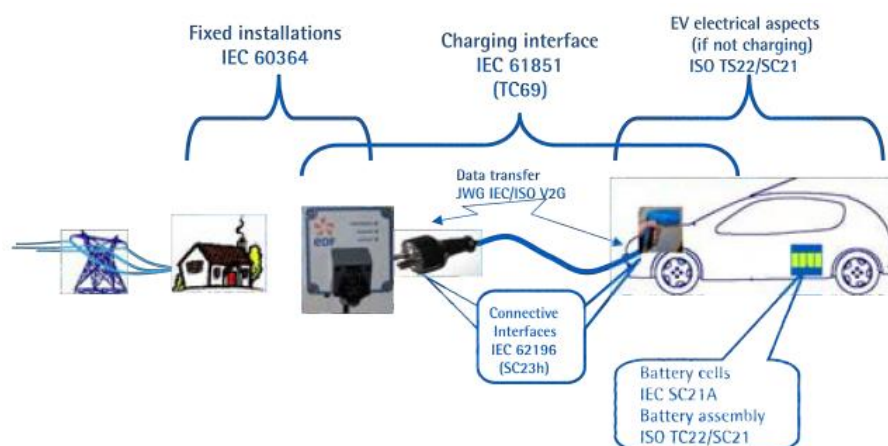 Fixed installations
IEC 60364
Charging interface
IEC 61851
(TC69)
EV electrical aspects
(if not charging)
ISO TS22/SC21
Data transfer
JWG IEC/ISO V2G
edf
Connective
Interfaces
IEC 62196
(SC23h)
Battery cells
IEC SC21A
Battery assembly
ISO TC22/SC21